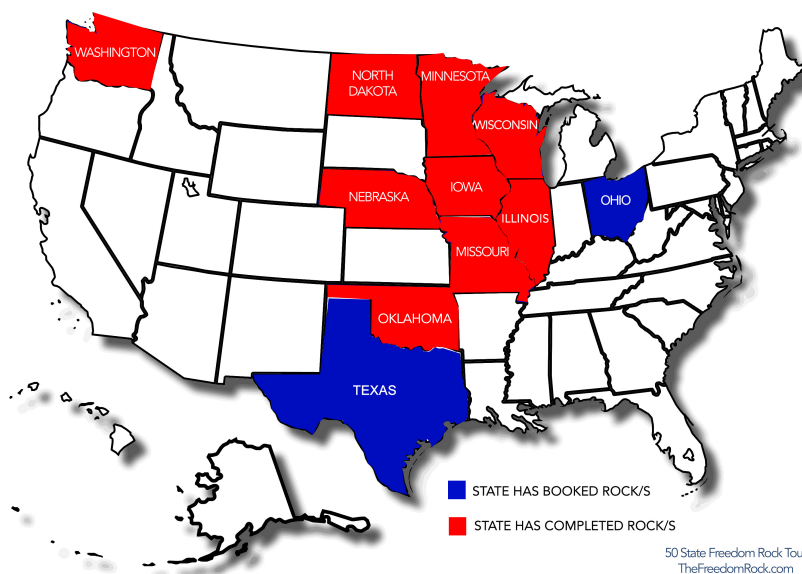 WASHINGTON
NORTH
DAKOTA
MINNESOTA
WISCONSIN
NEBRASKA
IOWA
ILLINOIS
OHIO
MISSOURI
OKLAHOMA
TEXAS
STATE HAS BOOKED ROCK/S
STATE HAS COMPLETED ROCK/S
50 State Freedom Rock Tou
TheFreedomRock.com